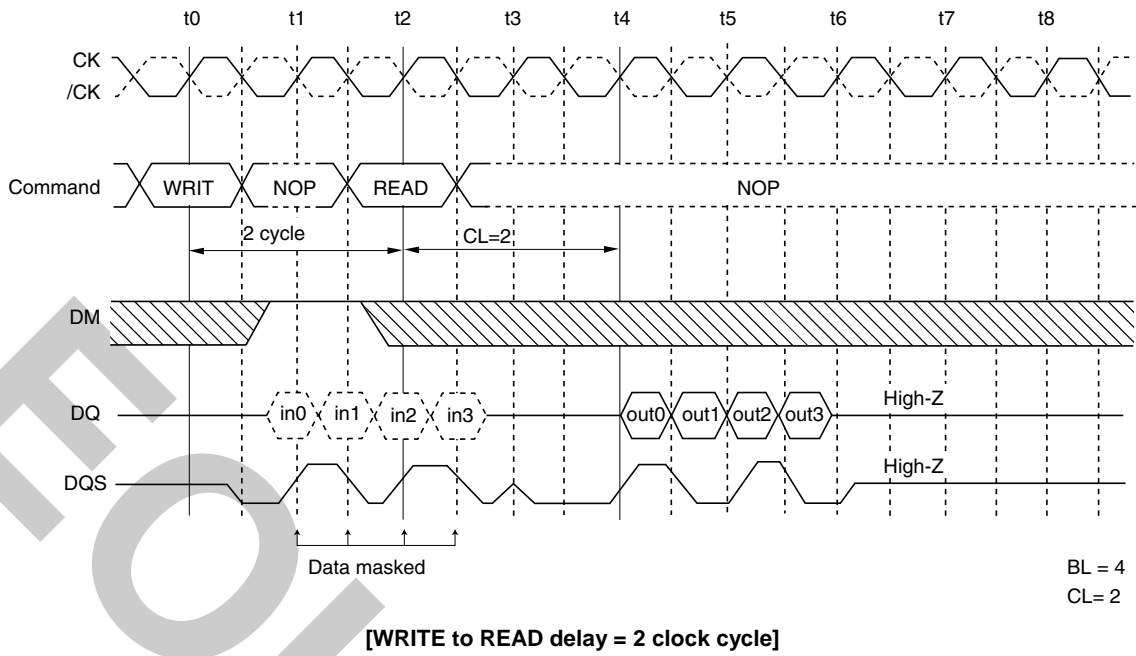 t0 t1 t2 t3 t4 t5 t6 t7 t8
CK
/CK
Command WRIT NOP READ NOP
2 cycle CL=2
DM
DQ in0 in1 in2 in3 out0 out1 out2 out3 High-Z
DQS High-Z
Data masked
BL = 4
CL= 2
[WRITE to READ delay = 2 clock cycle]